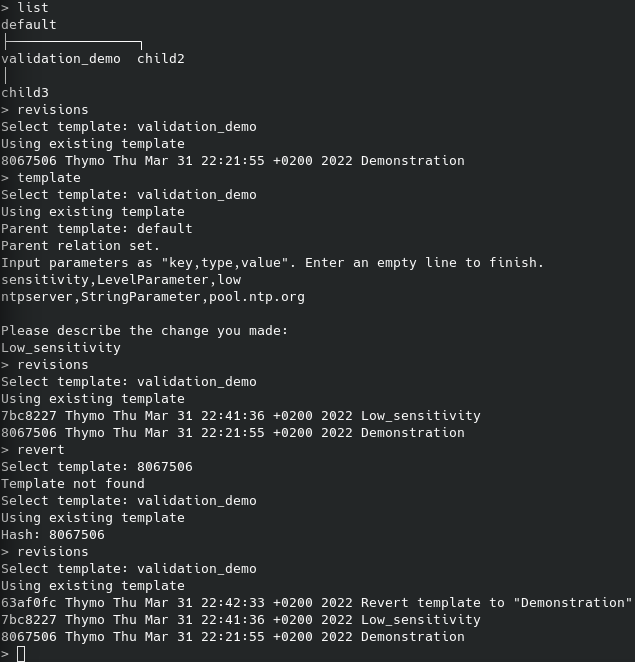 > list
default
├────────────────┐
validation_demo  child2
│
child3
> revisions
Select template: validation_demo
Using existing template
8067506 Thymo Thu Mar 31 22:21:55 +0200 2022 Demonstration
> template
Select template: validation_demo
Using existing template
Parent template: default
Parent relation set.
Input parameters as "key,type,value". Enter an empty line to finish.
sensitivity,LevelParameter,low
ntpserver,StringParameter,pool.ntp.org

Please describe the change you made:
Low_sensitivity
> revisions
Select template: validation_demo
Using existing template
7bc8227 Thymo Thu Mar 31 22:41:36 +0200 2022 Low_sensitivity
8067506 Thymo Thu Mar 31 22:21:55 +0200 2022 Demonstration
> revert
Select template: 8067506
Template not found
Select template: validation_demo
Using existing template
Hash: 8067506
> revisions
Select template: validation_demo
Using existing template
63af0fc Thymo Thu Mar 31 22:42:33 +0200 2022 Revert template to "Demonstration"
7bc8227 Thymo Thu Mar 31 22:41:36 +0200 2022 Low_sensitivity
8067506 Thymo Thu Mar 31 22:21:55 +0200 2022 Demonstration
>